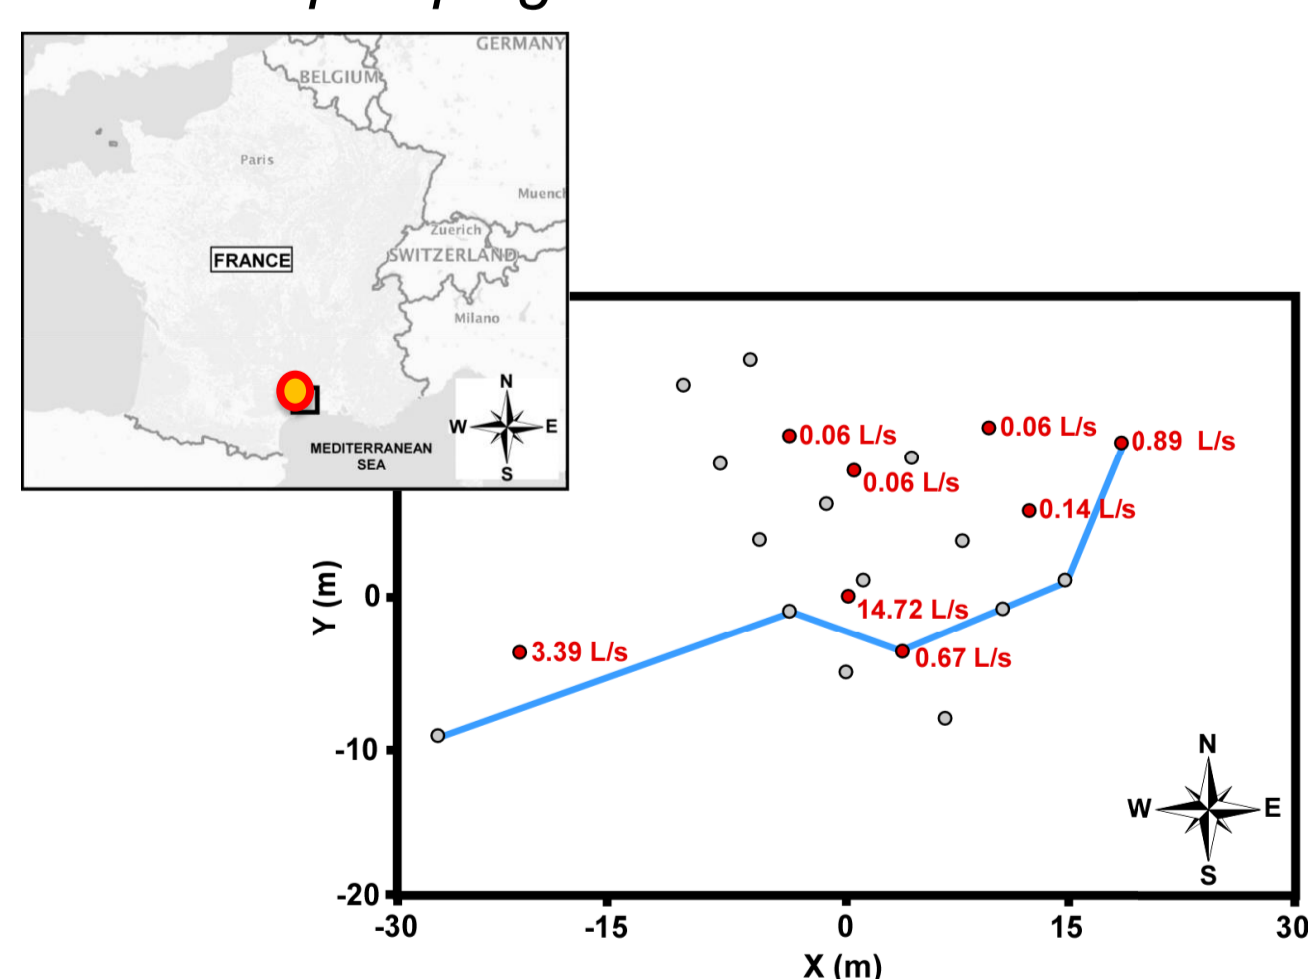 GERMANY
BELGIUM
Paris
Zuerich
SWITZERLAND
FRANCE
Milano
N
W
E
S
MEDITERRANEAN
SEA
0.06 L/s
0.06 L/s
0.89 L/s
0.06 L/s
0.14 L/s
14.72 L/s
3.39 L/s
0.67 L/s
Y (m)
0
-10
-20
N
W
E
S
-30
-15
0
15
30
X (m)